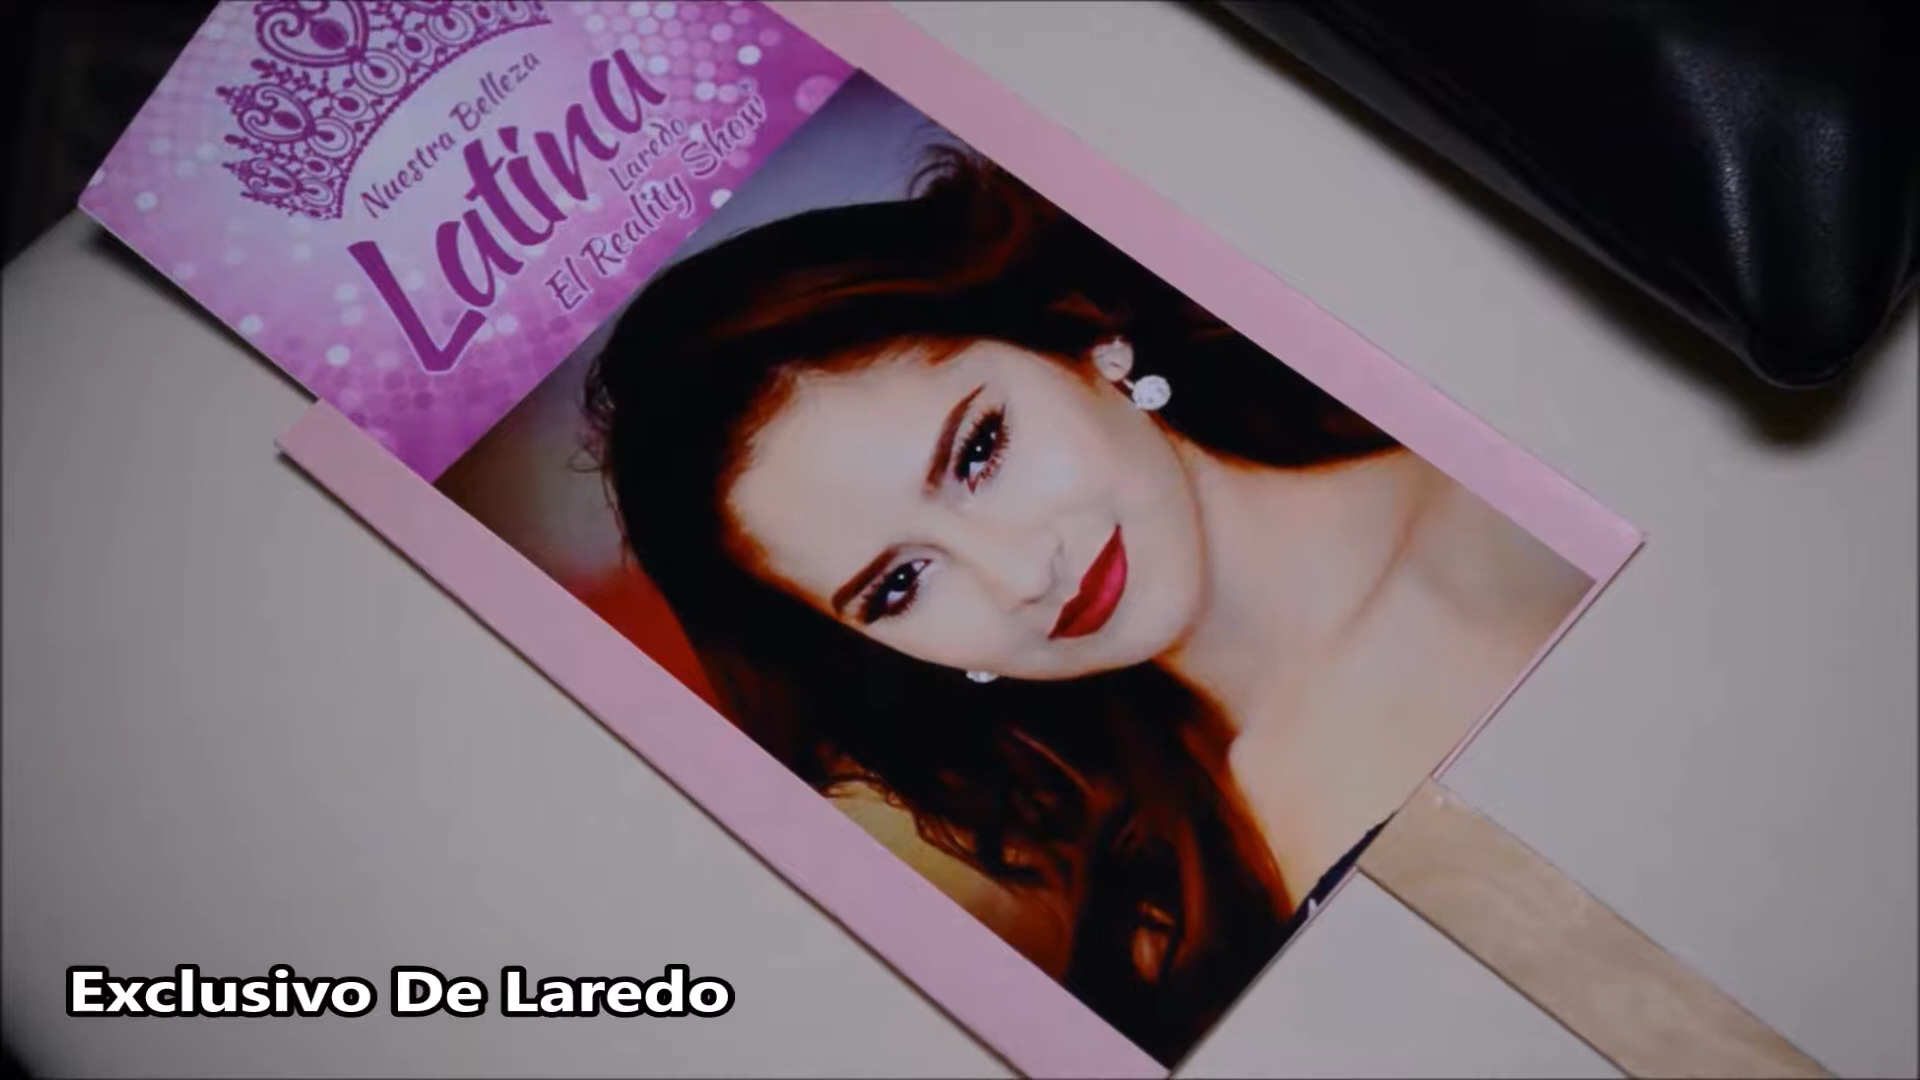 Nuestra Belleza
Latina
Laredo
El Reality Show
Exclusivo De Laredo